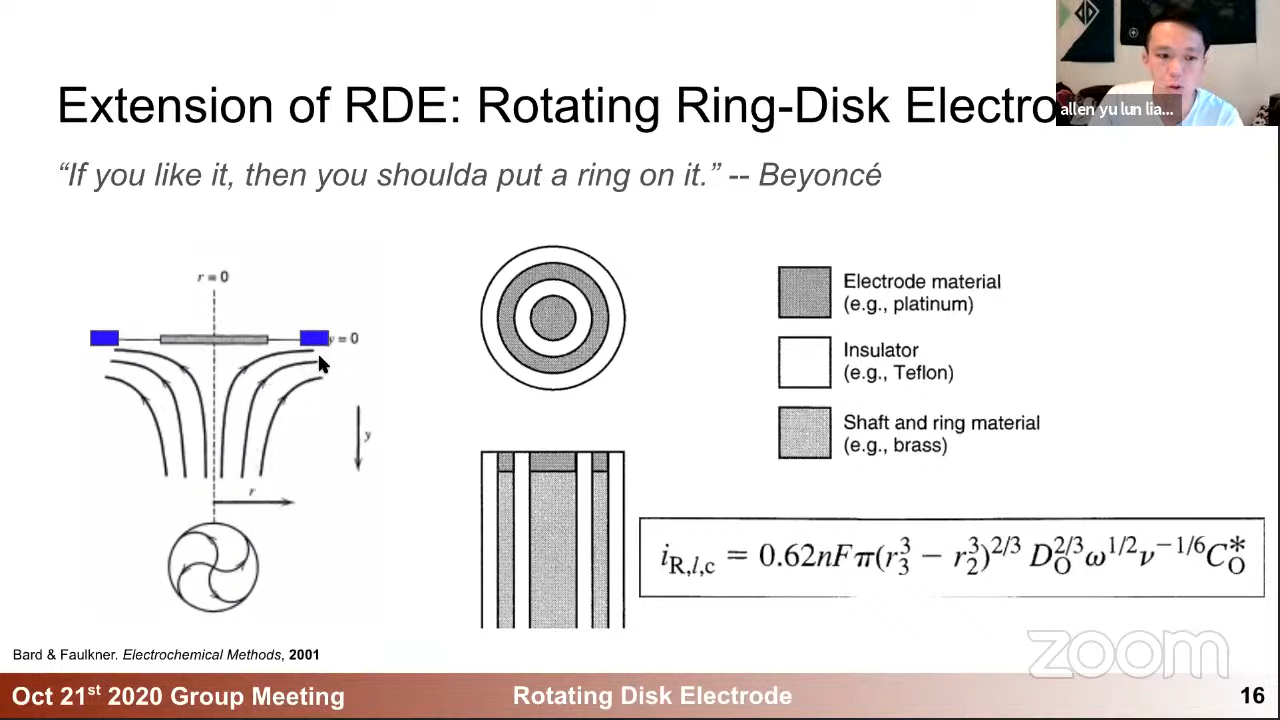 Extension of RDE: Rotating Ring-Disk Electro
allen yu lun lia...
“If you like it, then you shoulda put a ring on it.” -- Beyoncé
r = 0
y = 0
y
r
Electrode material
(e.g., platinum)
Insulator
(e.g., Teflon)
Shaft and ring material
(e.g., brass)
i_{R,l,c} = 0.62nFπ(r_3^3 − r_2^3)^{2/3} D_O^{2/3}ω^{1/2}ν^{−1/6}C_O^*
zoom
Bard & Faulkner. Electrochemical Methods, 2001
Oct 21st 2020 Group Meeting
Rotating Disk Electrode
16